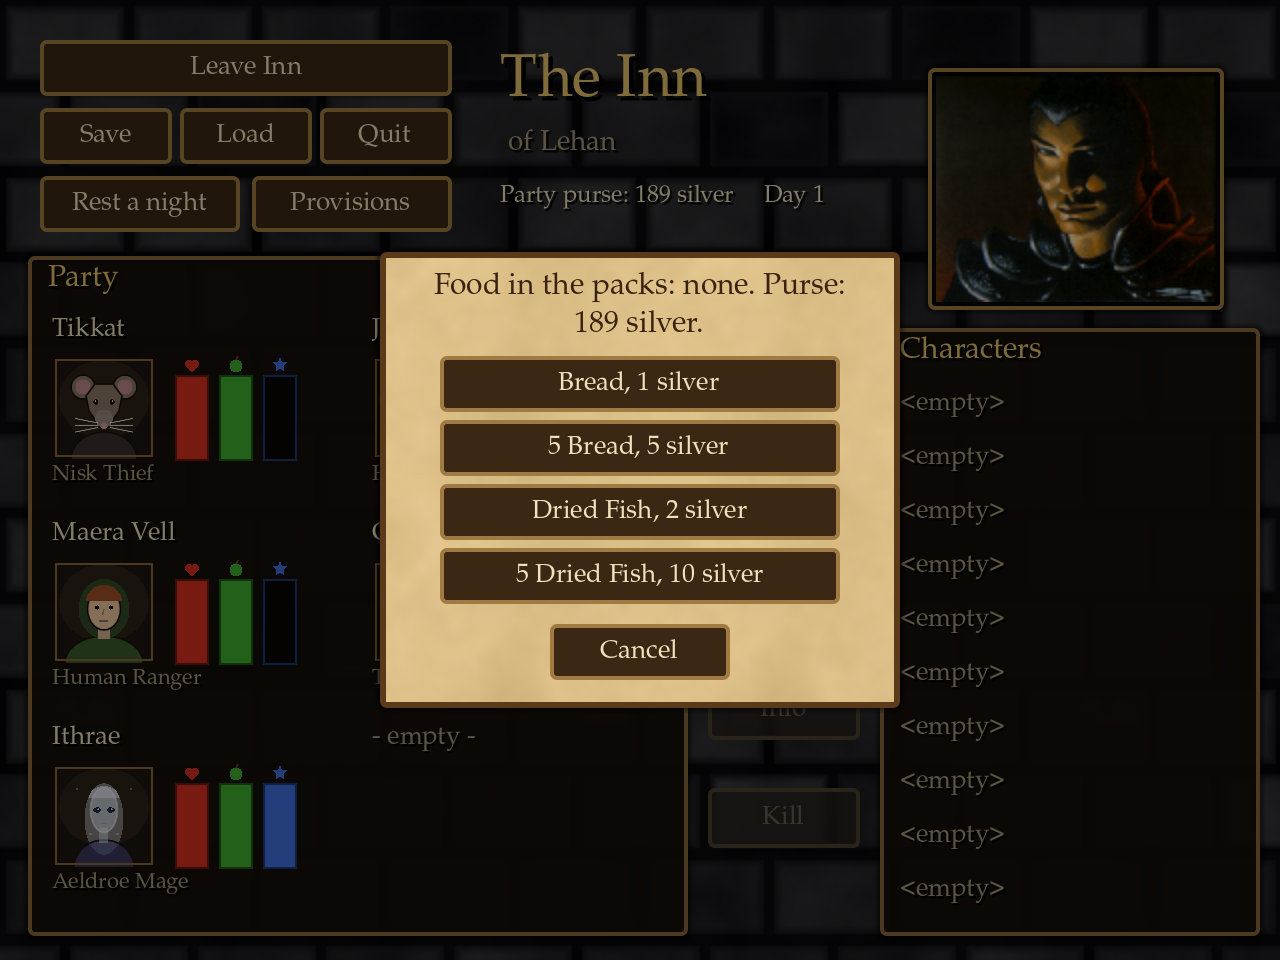 Leave Inn
Save
Load
Quit
Rest a night
Provisions
The Inn
of Lehan
Party purse: 189 silver
Day 1
Party
Tikkat
Nisk Thief
Maera Vell
Human Ranger
Ithrae
Aeldroe Mage
- empty -
Food in the packs: none. Purse:
189 silver.
Bread, 1 silver
5 Bread, 5 silver
Dried Fish, 2 silver
5 Dried Fish, 10 silver
Cancel
Info
Kill
Characters
<empty>
<empty>
<empty>
<empty>
<empty>
<empty>
<empty>
<empty>
<empty>
<empty>